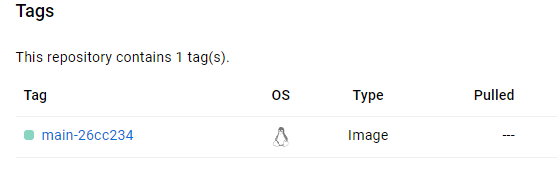 Tags
This repository contains 1 tag(s).
Tag OS Type Pulled
main-26cc234 Image ---